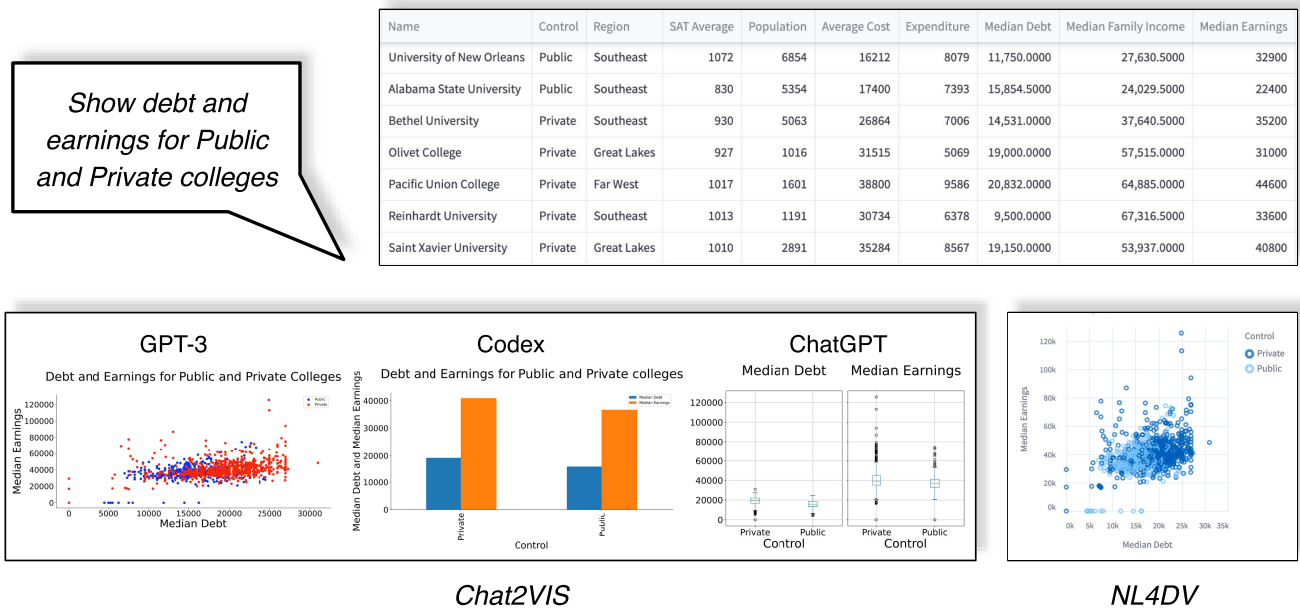 Show debt and
earnings for Public
and Private colleges
Name Control Region SAT Average Population Average Cost Expenditure Median Debt Median Family Income Median Earnings
University of New Orleans Public Southeast 1072 6854 16212 8079 11,750.0000 27,630.5000 32900
Alabama State University Public Southeast 830 5354 17400 7393 15,854.5000 24,029.5000 22400
Bethel University Private Southeast 930 5063 26864 7006 14,531.0000 37,640.5000 35200
Olivet College Private Great Lakes 927 1016 31515 5069 19,000.0000 57,515.0000 31000
Pacific Union College Private Far West 1017 1601 38800 9586 20,832.0000 64,885.0000 44600
Reinhardt University Private Southeast 1013 1191 30734 6378 9,500.0000 67,316.5000 33600
Saint Xavier University Private Great Lakes 1010 2891 35284 8567 19,150.0000 53,937.0000 40800
GPT-3
Debt and Earnings for Public and Private Colleges
Median Earnings
120000
100000
80000
60000
40000
20000
0
0 5000 10000 15000 20000 25000 30000
Median Debt
Public
Private
Codex
Debt and Earnings for Public and Private colleges
Median Debt and Median Earnings
40000
30000
20000
10000
0
Median Debt
Median Earnings
Private Public
Control
ChatGPT
Median Debt Median Earnings
120000
100000
80000
60000
40000
20000
0
Private Public Private Public
Control Control
Chat2VIS
Median Earnings
120k
100k
80k
60k
40k
20k
0k
0k 5k 10k 15k 20k 25k 30k 35k
Median Debt
Control
Private
Public
NL4DV